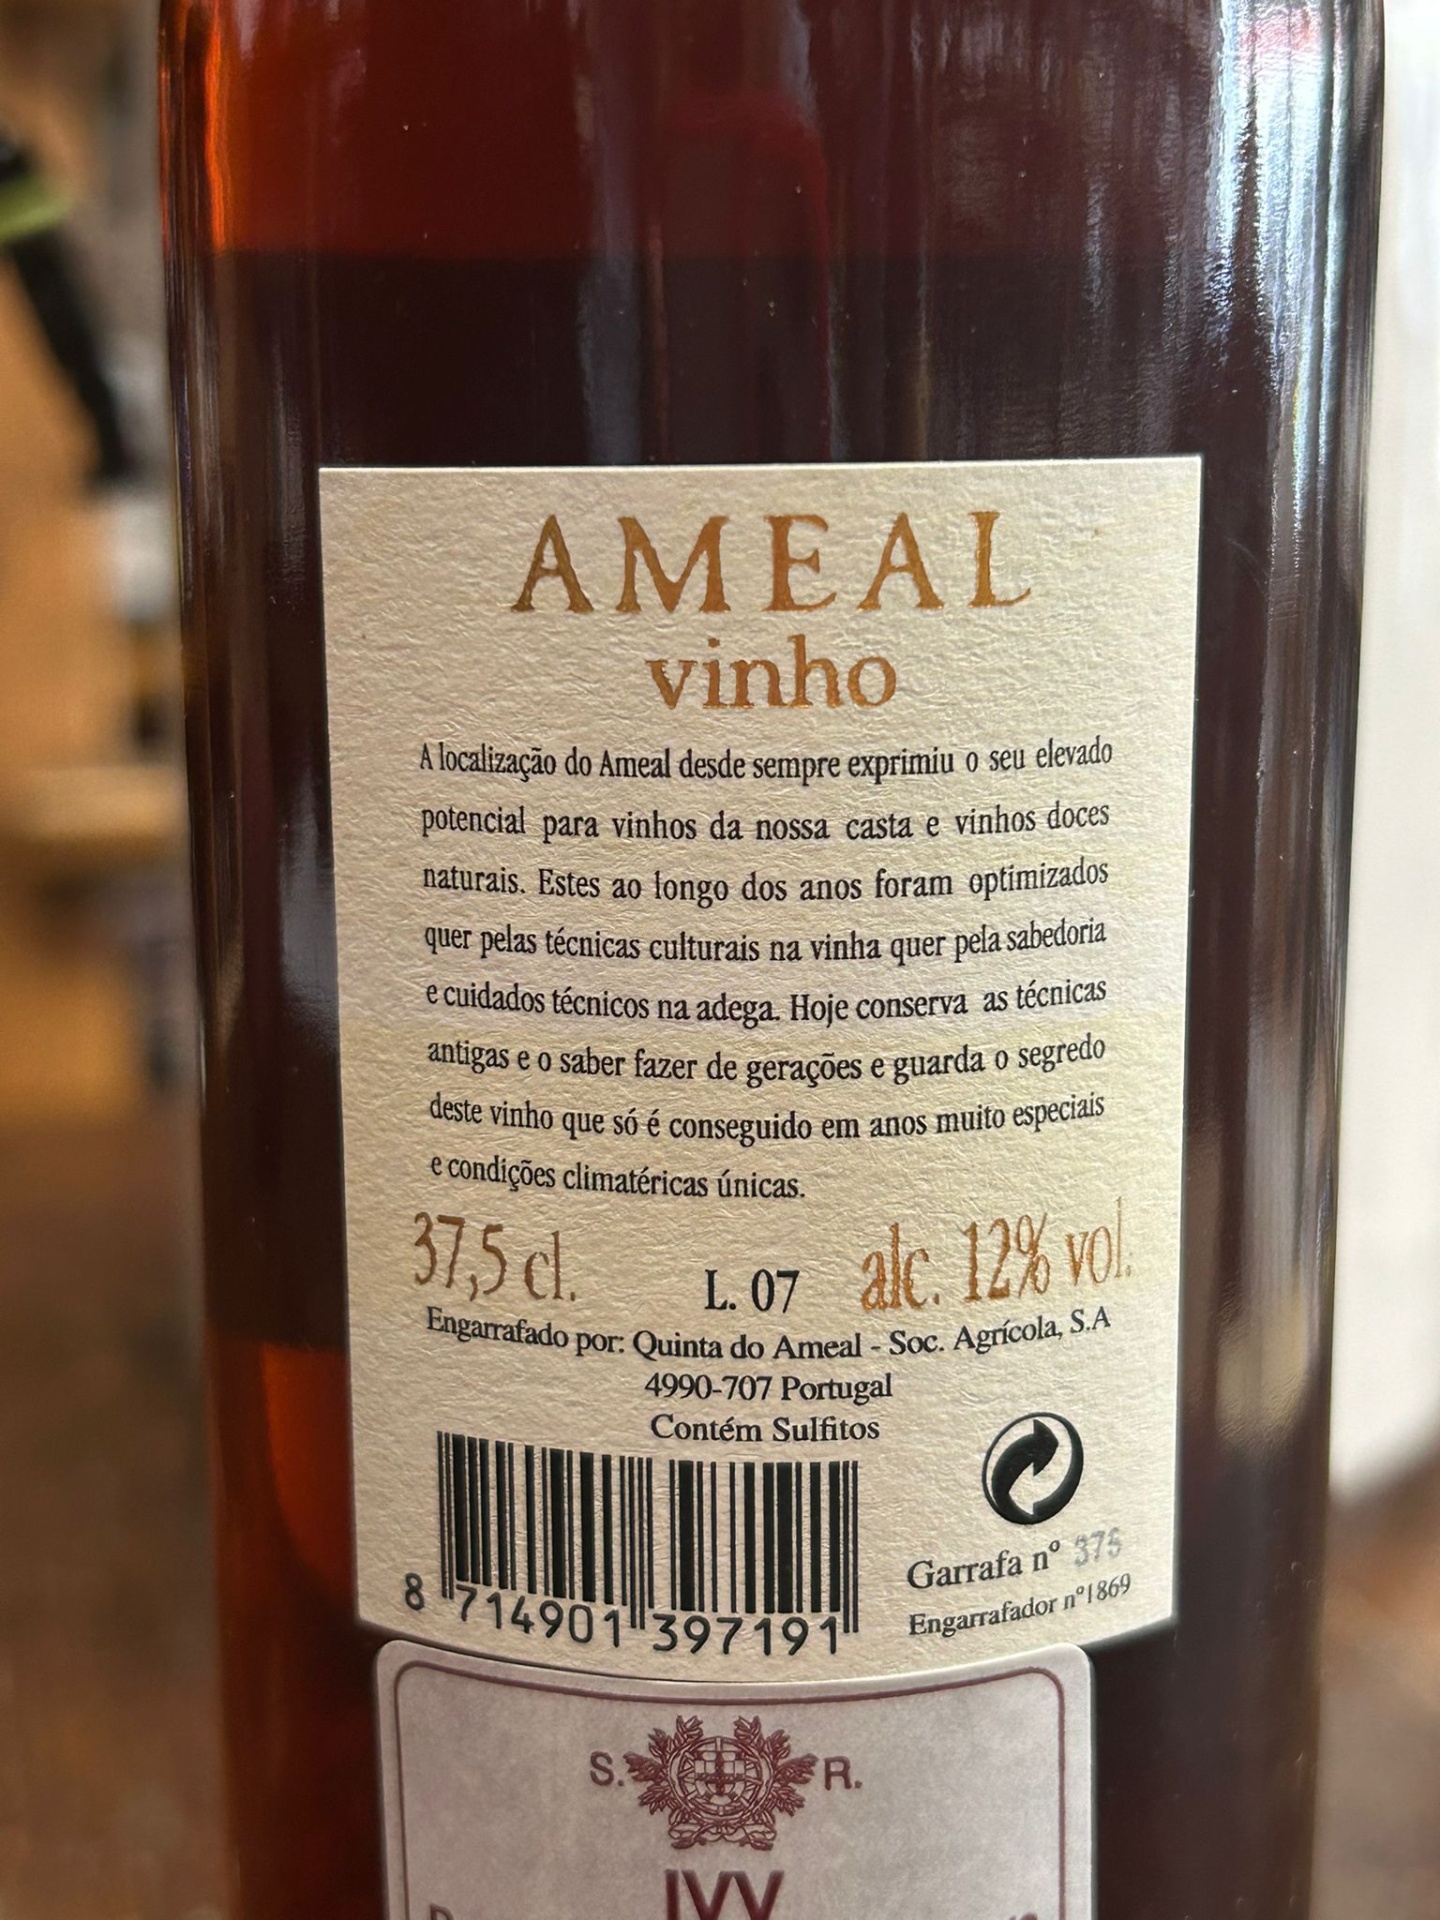 AMEAL
vinho
A localização do Ameal desde sempre exprimiu o seu elevado
potencial para vinhos da nossa casta e vinhos doces
naturais. Estes ao longo dos anos foram optimizados
quer pelas técnicas culturais na vinha quer pela sabedoria
e cuidados técnicos na adega. Hoje conserva as técnicas
antigas e o saber fazer de gerações e guarda o segredo
deste vinho que só é conseguido em anos muito especiais
e condições climatéricas únicas.
37,5 cl. L. 07 alc. 12% vol.
Engarrafado por: Quinta do Ameal - Soc. Agrícola, S.A
4990-707 Portugal
Contém Sulfitos
Garrafa nº 375
Engarrafador nº1869
8 714901 397191
S. R.
IVV